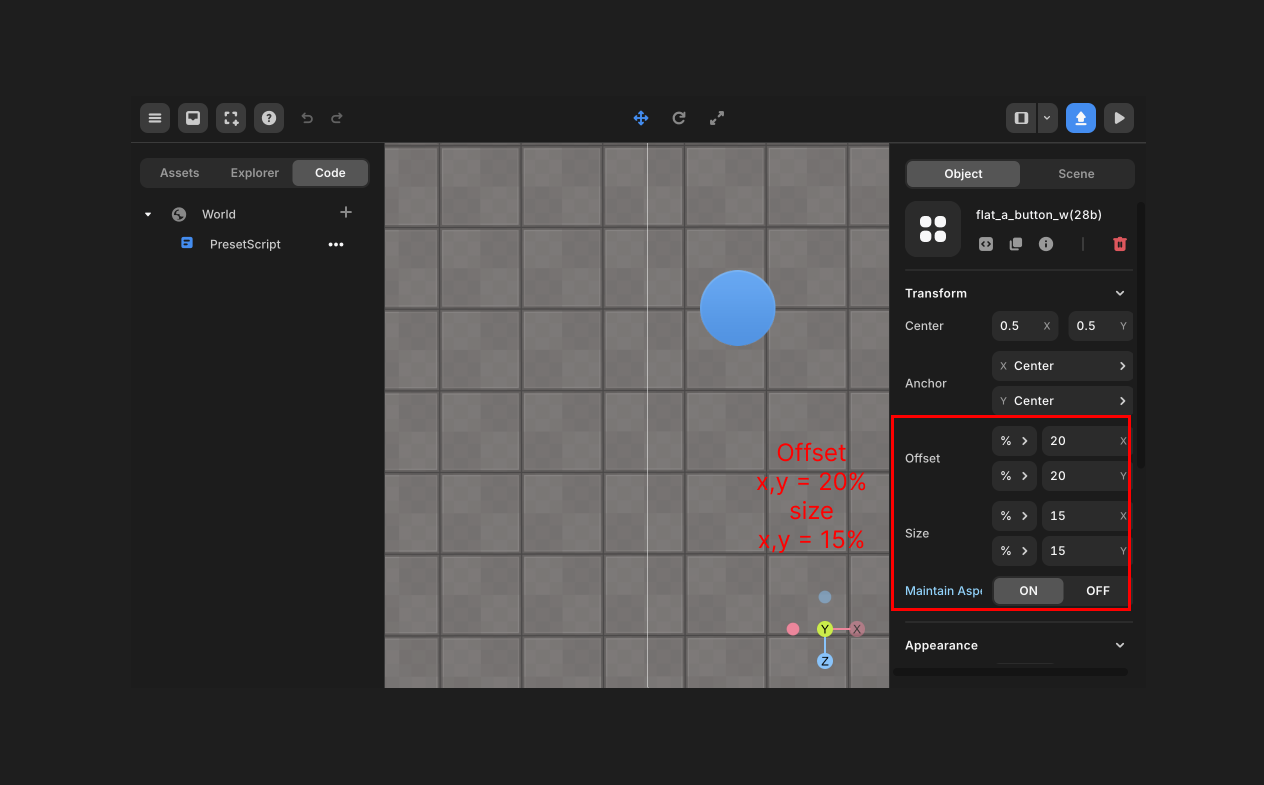 Assets
Explorer
Code
World
PresetScript
Object
Scene
flat_a_button_w(28b)
Transform
Center
0.5 X
0.5 Y
Anchor
X Center
Y Center
Offset
% 20 X
% 20 Y
Size
% 15 X
% 15 Y
Maintain Asp
ON
OFF
Appearance
Offset
x,y = 20%
size
x,y = 15%
Y
X
Z